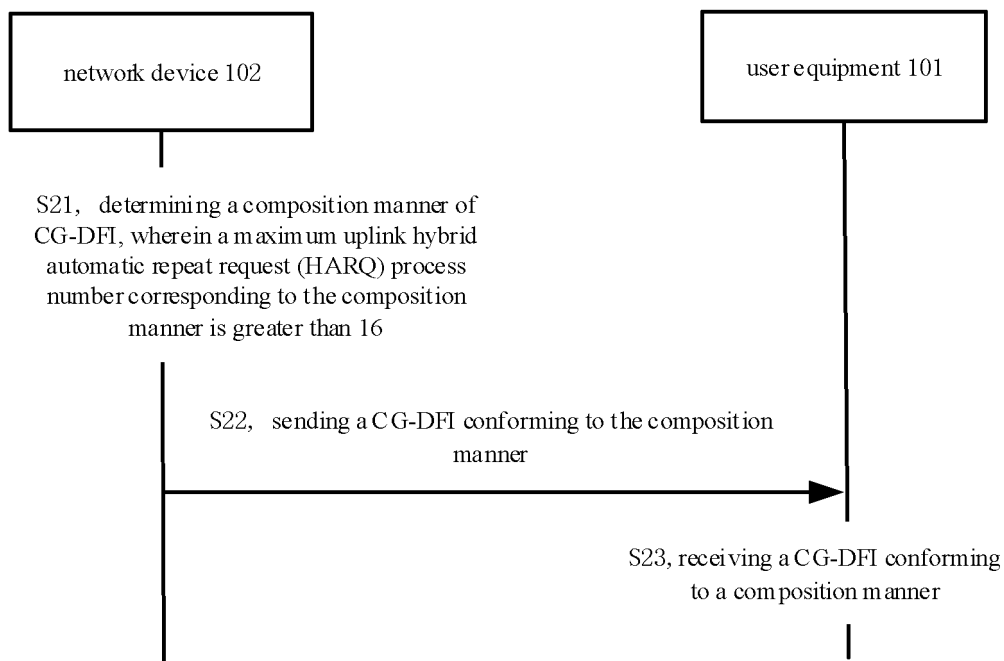 network device 102
user equipment 101
S21, determining a composition manner of
CG-DFI, wherein a maximum uplink hybrid
automatic repeat request (HARQ) process
number corresponding to the composition
manner is greater than 16
S22, sending a CG-DFI conforming to the composition
manner
S23, receiving a CG-DFI conforming
to a composition manner